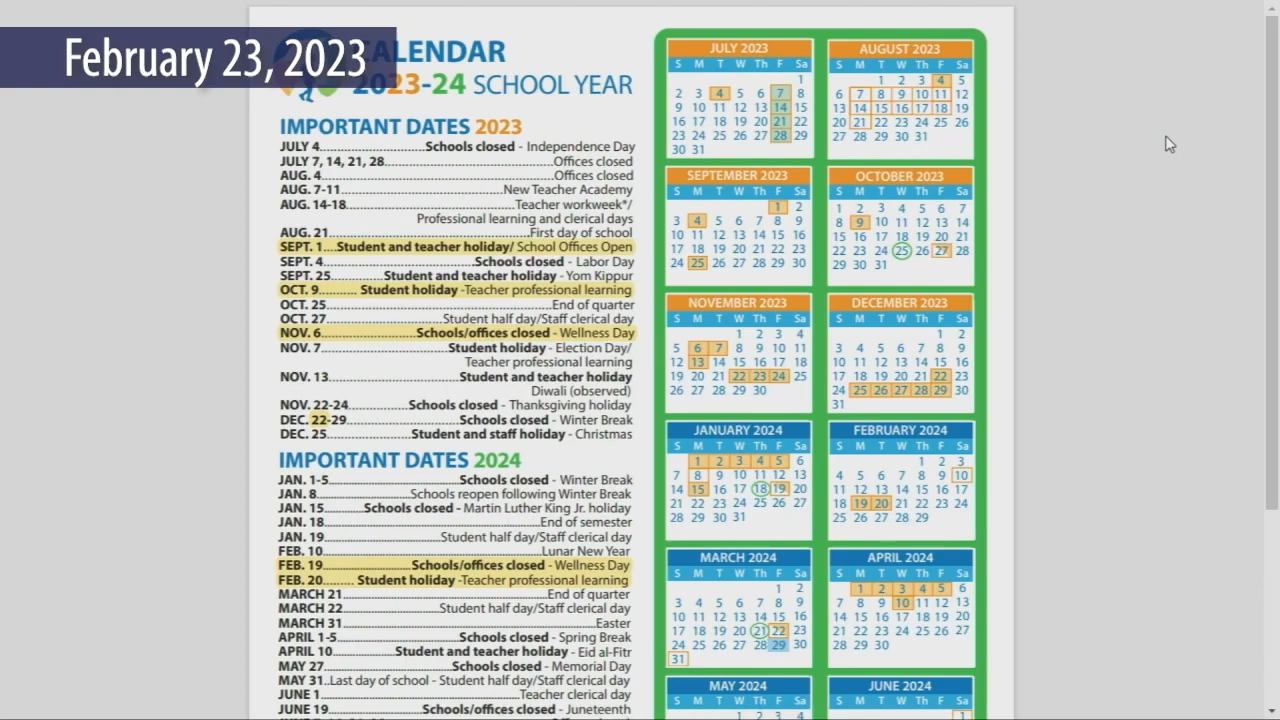 February 23, 2023
CALENDAR
2023-24 SCHOOL YEAR
IMPORTANT DATES 2023
JULY 4 Schools closed - Independence Day
JULY 7, 14, 21, 28 Offices closed
AUG. 4 Offices closed
AUG. 7-11 New Teacher Academy
AUG. 14-18 Teacher workweek*/
Professional learning and clerical days
AUG. 21 First day of school
SEPT. 1 Student and teacher holiday/ School Offices Open
SEPT. 4 Schools closed - Labor Day
SEPT. 25 Student and teacher holiday - Yom Kippur
OCT. 9 Student holiday -Teacher professional learning
OCT. 25 End of quarter
OCT. 27 Student half day/Staff clerical day
NOV. 6 Schools/offices closed - Wellness Day
NOV. 7 Student holiday - Election Day/
Teacher professional learning
NOV. 13 Student and teacher holiday
Diwali (observed)
NOV. 22-24 Schools closed - Thanksgiving holiday
DEC. 22-29 Schools closed - Winter Break
DEC. 25 Student and staff holiday - Christmas
IMPORTANT DATES 2024
JAN. 1-5 Schools closed - Winter Break
JAN. 8 Schools reopen following Winter Break
JAN. 15 Schools closed - Martin Luther King Jr. holiday
JAN. 18 End of semester
JAN. 19 Student half day/Staff clerical day
FEB. 10 Lunar New Year
FEB. 19 Schools/offices closed - Wellness Day
FEB. 20 Student holiday -Teacher professional learning
MARCH 21 End of quarter
MARCH 22 Student half day/Staff clerical day
MARCH 31 Easter
APRIL 1-5 Schools closed - Spring Break
APRIL 10 Student and teacher holiday - Eid al-Fitr
MAY 27 Schools closed - Memorial Day
MAY 31 Last day of school - Student half day/Staff clerical day
JUNE 1 Teacher clerical day
JUNE 19 Schools/offices closed - Juneteenth
JULY 2023
S M T W Th F Sa
1
2 3 4 5 6 7 8
9 10 11 12 13 14 15
16 17 18 19 20 21 22
23 24 25 26 27 28 29
30 31
AUGUST 2023
S M T W Th F Sa
1 2 3 4 5
6 7 8 9 10 11 12
13 14 15 16 17 18 19
20 21 22 23 24 25 26
27 28 29 30 31
SEPTEMBER 2023
S M T W Th F Sa
1 2
3 4 5 6 7 8 9
10 11 12 13 14 15 16
17 18 19 20 21 22 23
24 25 26 27 28 29 30
OCTOBER 2023
S M T W Th F Sa
1 2 3 4 5 6 7
8 9 10 11 12 13 14
15 16 17 18 19 20 21
22 23 24 25 26 27 28
29 30 31
NOVEMBER 2023
S M T W Th F Sa
1 2 3 4
5 6 7 8 9 10 11
12 13 14 15 16 17 18
19 20 21 22 23 24 25
26 27 28 29 30
DECEMBER 2023
S M T W Th F Sa
1 2
3 4 5 6 7 8 9
10 11 12 13 14 15 16
17 18 19 20 21 22 23
24 25 26 27 28 29 30
31
JANUARY 2024
S M T W Th F Sa
1 2 3 4 5 6
7 8 9 10 11 12 13
14 15 16 17 18 19 20
21 22 23 24 25 26 27
28 29 30 31
FEBRUARY 2024
S M T W Th F Sa
1 2 3
4 5 6 7 8 9 10
11 12 13 14 15 16 17
18 19 20 21 22 23 24
25 26 27 28 29
MARCH 2024
S M T W Th F Sa
1 2
3 4 5 6 7 8 9
10 11 12 13 14 15 16
17 18 19 20 21 22 23
24 25 26 27 28 29 30
31
APRIL 2024
S M T W Th F Sa
1 2 3 4 5 6
7 8 9 10 11 12 13
14 15 16 17 18 19 20
21 22 23 24 25 26 27
28 29 30
MAY 2024
S M T W Th F Sa
1 2 3 4
JUNE 2024
S M T W Th F Sa
1